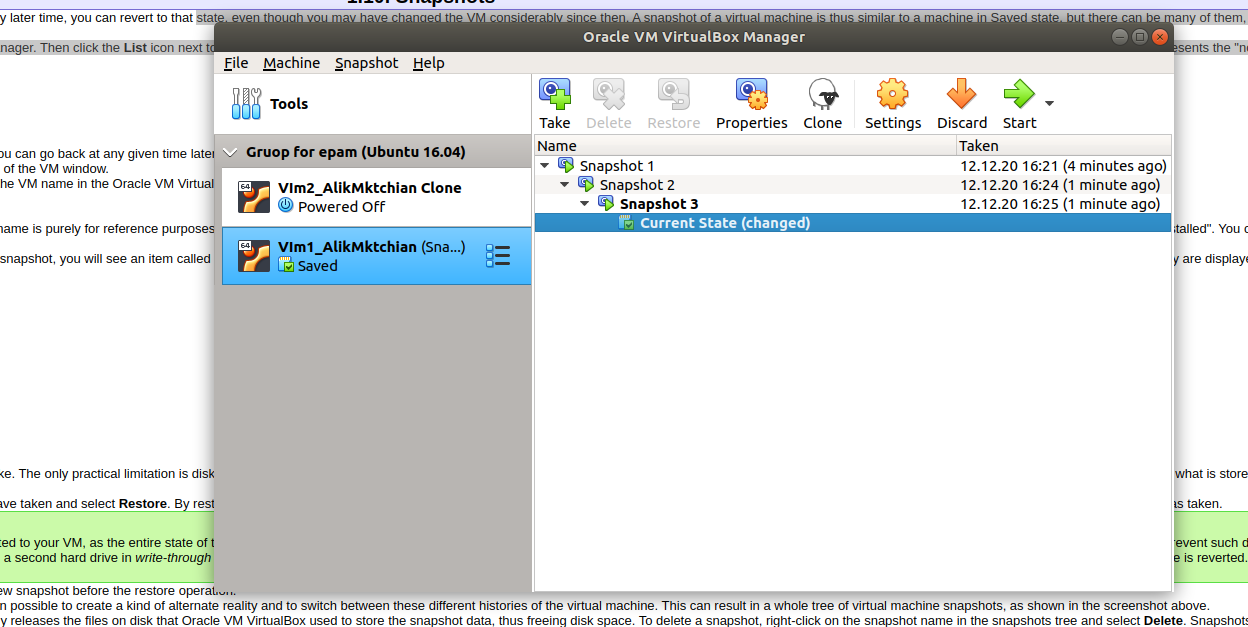 1.10. Snapshots
y later time, you can revert to that state, even though you may have changed the VM considerably since then. A snapshot of a virtual machine is thus similar to a machine in Saved state, but there can be many of them,
Oracle VM VirtualBox Manager
nager. Then click the List icon next to
esents the "ne
File Machine Snapshot Help
Tools
Take Delete Restore Properties Clone Settings Discard Start
Name Taken
ou can go back at any given time later
Gruop for epam (Ubuntu 16.04)
Snapshot 1 12.12.20 16:21 (4 minutes ago)
of the VM window.
he VM name in the Oracle VM Virtual
64 VIm2_AlikMktchian Clone
Powered Off
Snapshot 2 12.12.20 16:24 (1 minute ago)
Snapshot 3 12.12.20 16:25 (1 minute ago)
Current State (changed)
name is purely for reference purposes
talled". You c
64 VIm1_AlikMktchian (Sna...)
Saved
snapshot, you will see an item called
y are displaye
ke. The only practical limitation is disk
what is store
ave taken and select Restore. By rest
as taken.
ted to your VM, as the entire state of t
revent such d
a second hard drive in write-through
e is reverted.
ew snapshot before the restore operation.
n possible to create a kind of alternate reality and to switch between these different histories of the virtual machine. This can result in a whole tree of virtual machine snapshots, as shown in the screenshot above.
y releases the files on disk that Oracle VM VirtualBox used to store the snapshot data, thus freeing disk space. To delete a snapshot, right-click on the snapshot name in the snapshots tree and select Delete. Snapshots